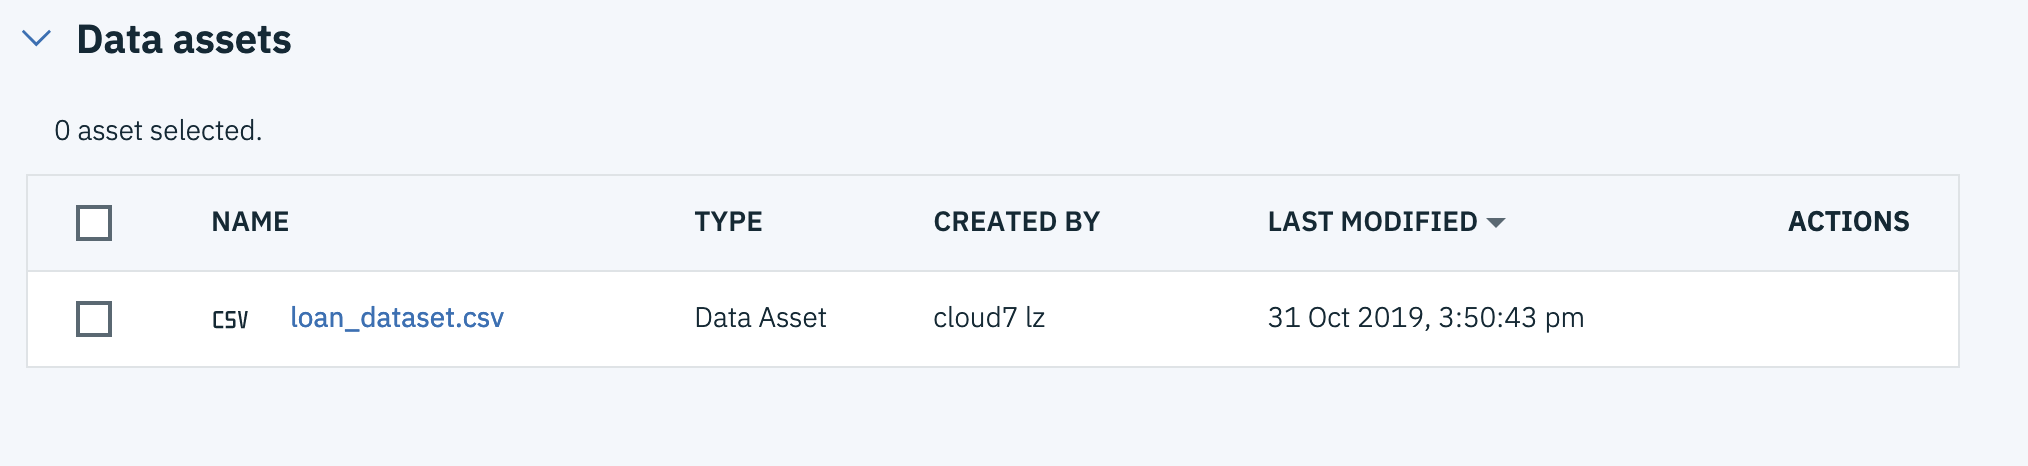 Data assets
0 asset selected.
NAME TYPE CREATED BY LAST MODIFIED ACTIONS
CSV loan_dataset.csv Data Asset cloud7 lz 31 Oct 2019, 3:50:43 pm